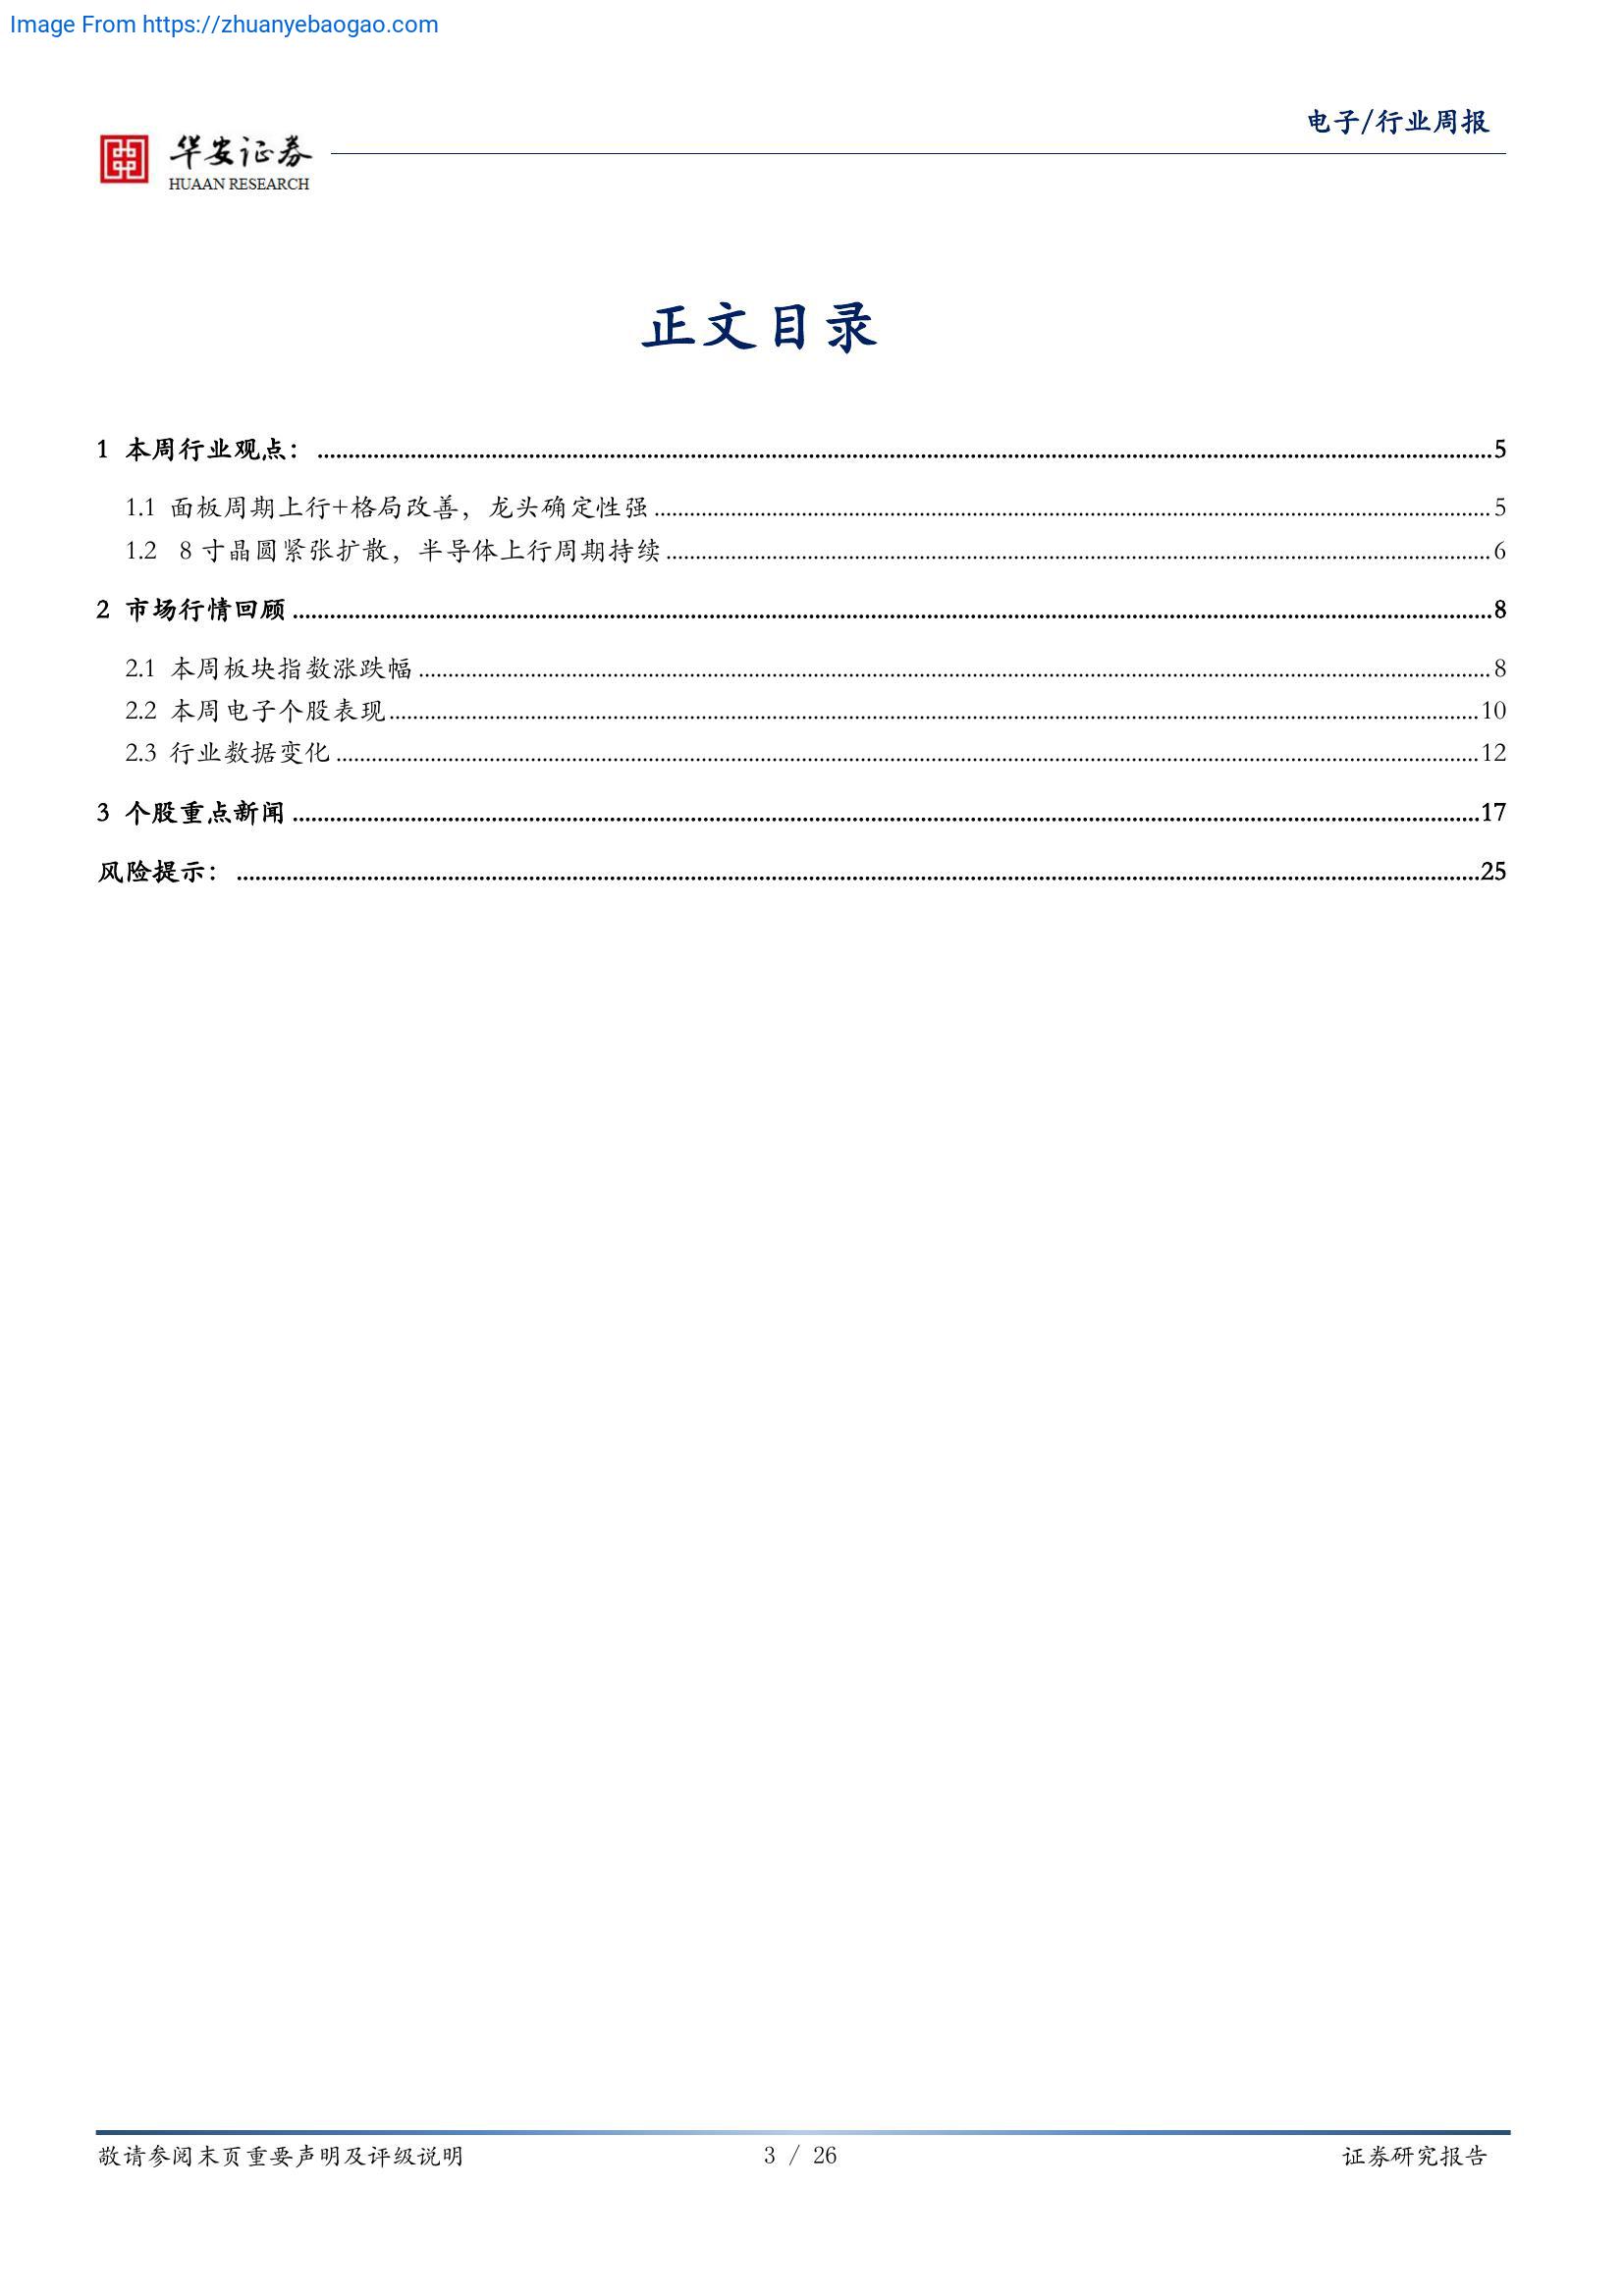 Image From https://zhuanyebaogao.com
电子/行业周报
华安证券
HUAAN RESEARCH
正文目录
1 本周行业观点：5
1.1 面板周期上行+格局改善，龙头确定性强5
1.2 8 寸晶圆紧张扩散，半导体上行周期持续6
2 市场行情回顾8
2.1 本周板块指数涨跌幅8
2.2 本周电子个股表现10
2.3 行业数据变化12
3 个股重点新闻17
风险提示：25
敬请参阅末页重要声明及评级说明 3 / 26 证券研究报告